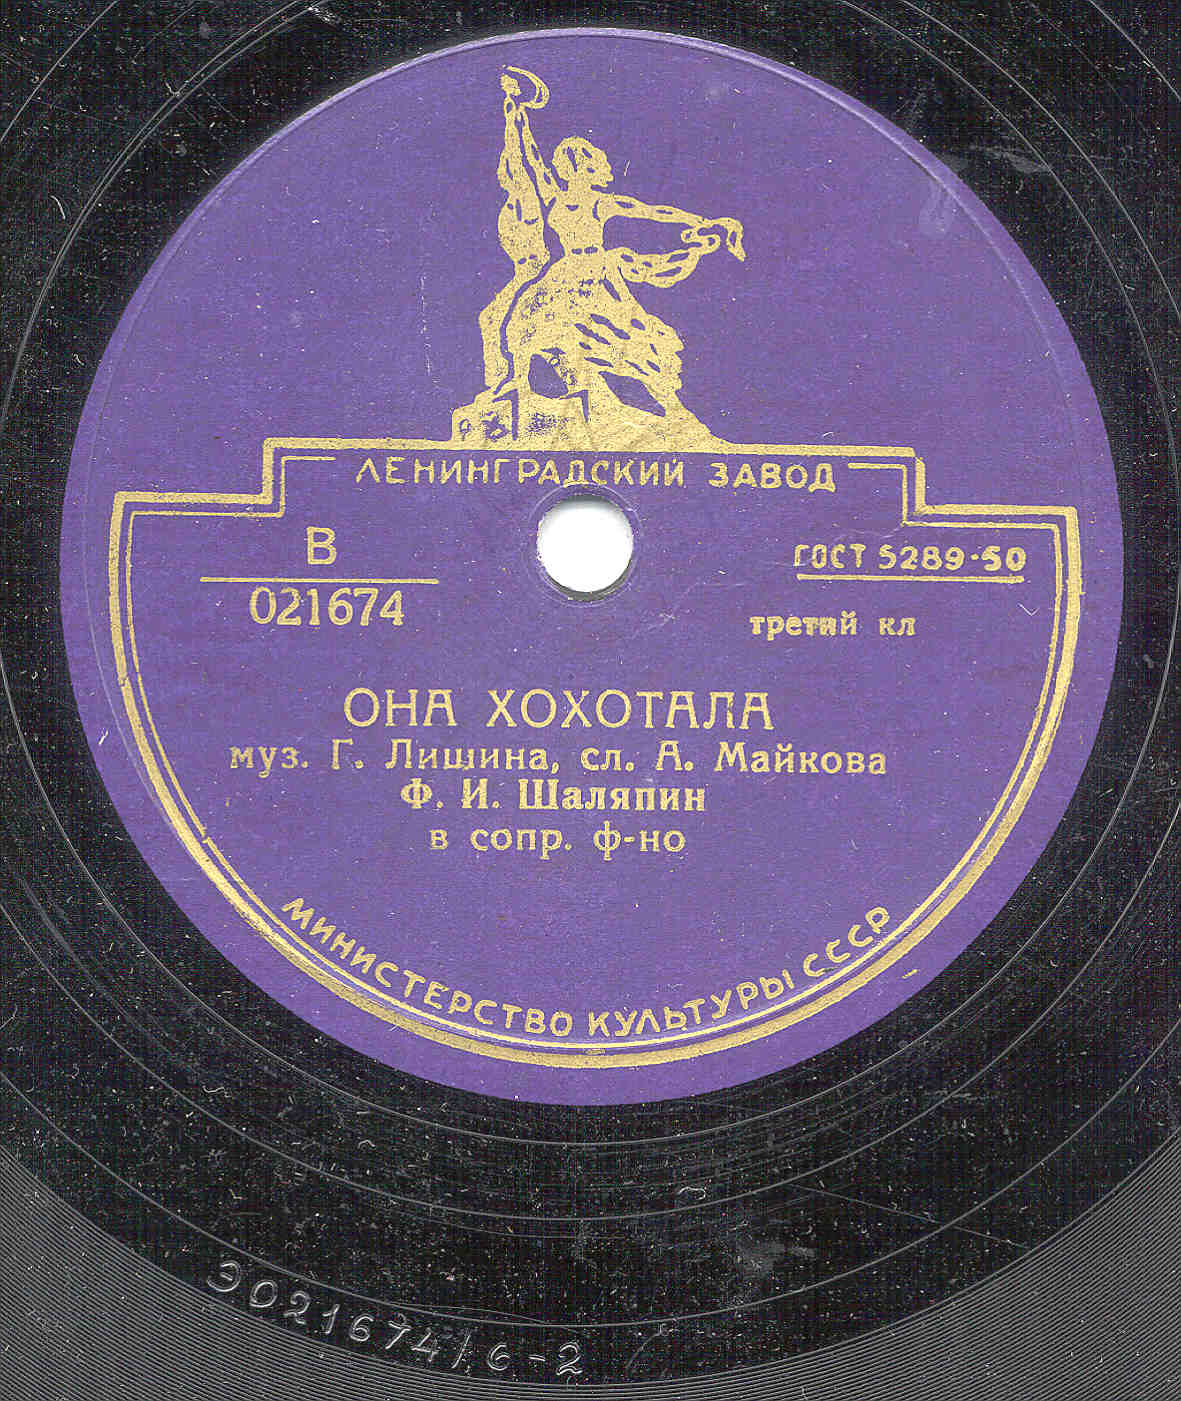 ЛЕНИНГРАДСКИЙ ЗАВОД
В
021674
ГОСТ 5289-50
третий кл
ОНА ХОХОТАЛА
муз. Г. Лишина, сл. А. Майкова
Ф. И. Шаляпин
в сопр. ф-но
МИНИСТЕРСТВО КУЛЬТУРЫ СССР
Э021674/6-2